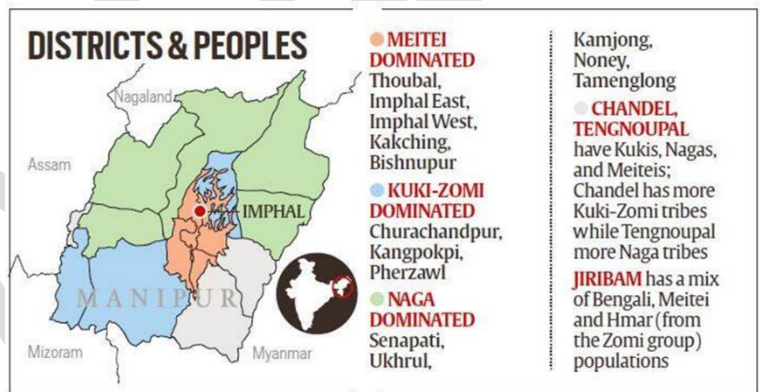 DISTRICTS & PEOPLES
Nagaland
Assam
IMPHAL
MANIPUR
Mizoram
Myanmar
MEITEI
DOMINATED
Thoubal,
Imphal East,
Imphal West,
Kakching,
Bishnupur
KUKI-ZOMI
DOMINATED
Churachandpur,
Kangpokpi,
Pherzawl
NAGA
DOMINATED
Senapati,
Ukhrul,
Kamjong,
Noney,
Tamenglong
CHANDEL,
TENGNOUPAL
have Kukis, Nagas,
and Meiteis;
Chandel has more
Kuki-Zomi tribes
while Tengnoupal
more Naga tribes
JIRIBAM has a mix
of Bengali, Meitei
and Hmar (from
the Zomi group)
populations